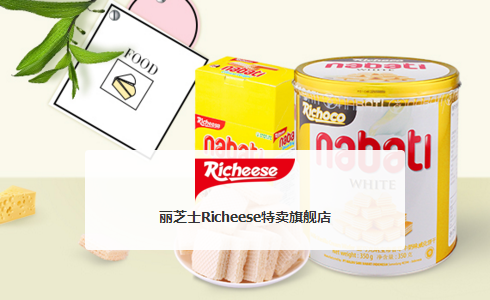 FOOD
Richeese
nabati
Richoco
nabati
WHITE
Richeese
丽芝士Richeese特卖旗舰店